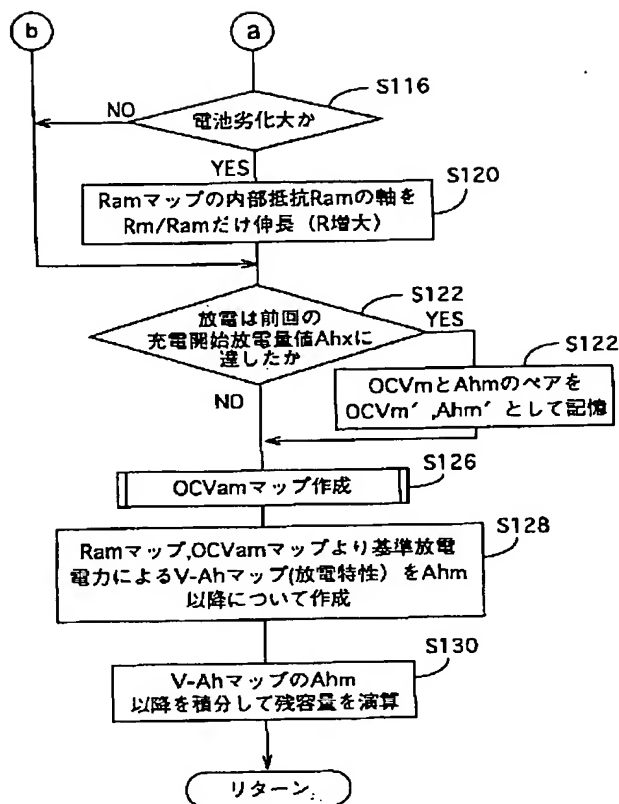 b
a
S116
NO
電池劣化大か
YES
S120
Ramマップの内部抵抗Ramの軸を
Rm/Ramだけ伸長 (R増大)
S122
放電は前回の
充電開始放電量値Ahxに
達したか
YES
S122
OCVmとAhmのペアを
OCVm′,Ahm′として記憶
NO
S126
OCVamマップ作成
S128
Ramマップ,OCVamマップより基準放電
電力によるV-Ahマップ(放電特性) をAhm
以降について作成
S130
V-AhマップのAhm
以降を積分して残容量を演算
リターン